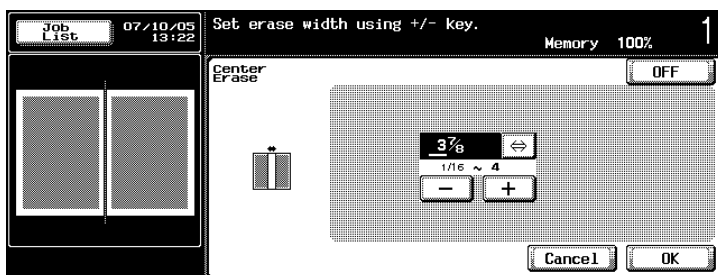 Job
List
07/10/05
13:22
Set erase width using +/- key.
Memory 100% 1
Center
Erase
OFF
3⅞
1/16 ~ 4
− +
Cancel OK